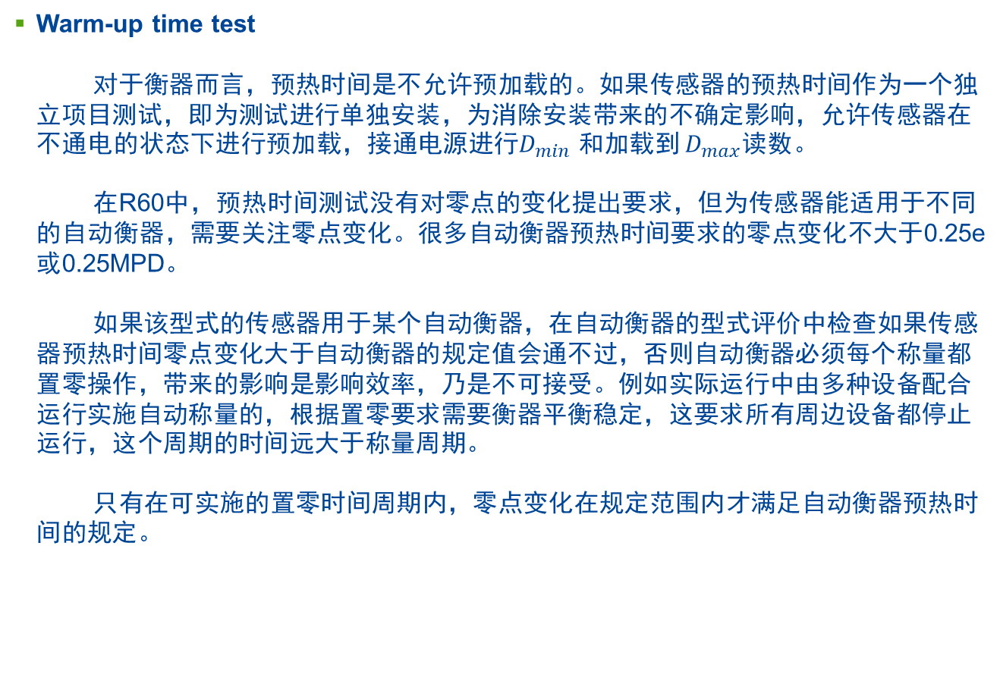 Warm-up time test
对于衡器而言，预热时间是不允许预加载的。如果传感器的预热时间作为一个独
立项目测试，即为测试进行单独安装，为消除安装带来的不确定影响，允许传感器在
不通电的状态下进行预加载，接通电源进行D_min 和加载到 D_max读数。
在R60中，预热时间测试没有对零点的变化提出要求，但为传感器能适用于不同
的自动衡器，需要关注零点变化。很多自动衡器预热时间要求的零点变化不大于0.25e
或0.25MPD。
如果该型式的传感器用于某个自动衡器，在自动衡器的型式评价中检查如果传感
器预热时间零点变化大于自动衡器的规定值会通不过，否则自动衡器必须每个称量都
置零操作，带来的影响是影响效率，乃是不可接受。例如实际运行中由多种设备配合
运行实施自动称量的，根据置零要求需要衡器平衡稳定，这要求所有周边设备都停止
运行，这个周期的时间远大于称量周期。
只有在可实施的置零时间周期内，零点变化在规定范围内才满足自动衡器预热时
间的规定。